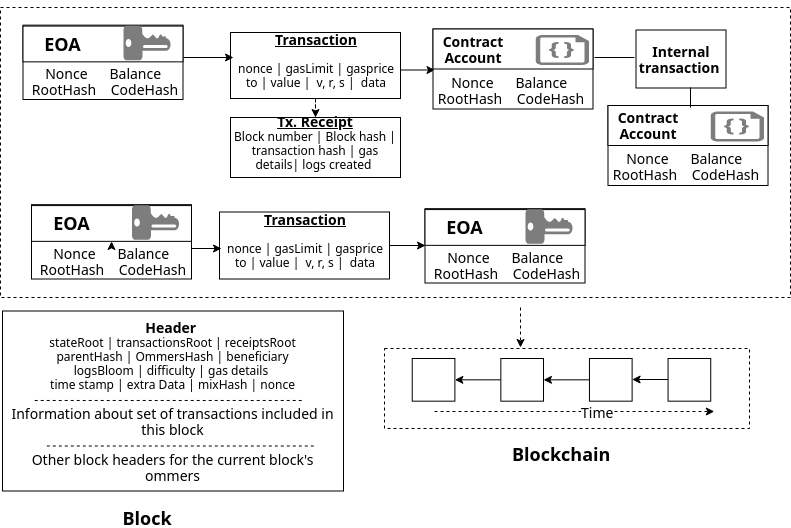 EOA
Nonce Balance
RootHash CodeHash
Transaction
nonce | gasLimit | gasprice
to | value | v, r, s | data
Tx. Receipt
Block number | Block hash |
transaction hash | gas
details| logs created
Contract
Account
{ }
Nonce Balance
RootHash CodeHash
Internal
transaction
Contract
Account
{ }
Nonce Balance
RootHash CodeHash
EOA
Nonce Balance
RootHash CodeHash
Transaction
nonce | gasLimit | gasprice
to | value | v, r, s | data
EOA
Nonce Balance
RootHash CodeHash
Header
stateRoot | transactionsRoot | receiptsRoot
parentHash | OmmersHash | beneficiary
logsBloom | difficulty | gas details
time stamp | extra Data | mixHash | nonce
Information about set of transactions included in
this block
Other block headers for the current block's
ommers
Block
Time
Blockchain